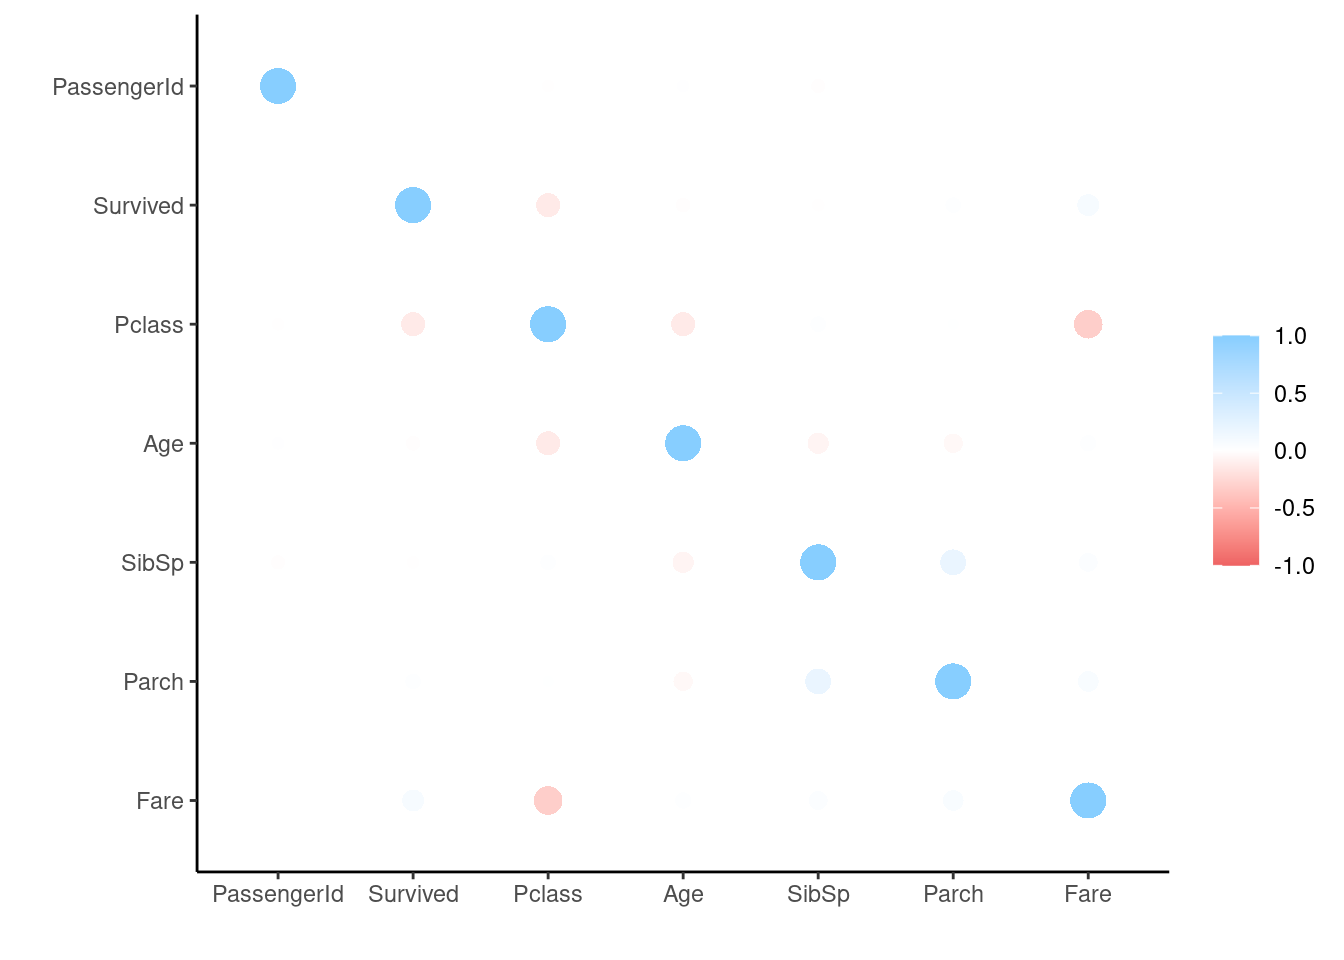 PassengerId
Survived
Pclass
Age
SibSp
Parch
Fare
PassengerId Survived Pclass Age SibSp Parch Fare
1.0
0.5
0.0
-0.5
-1.0